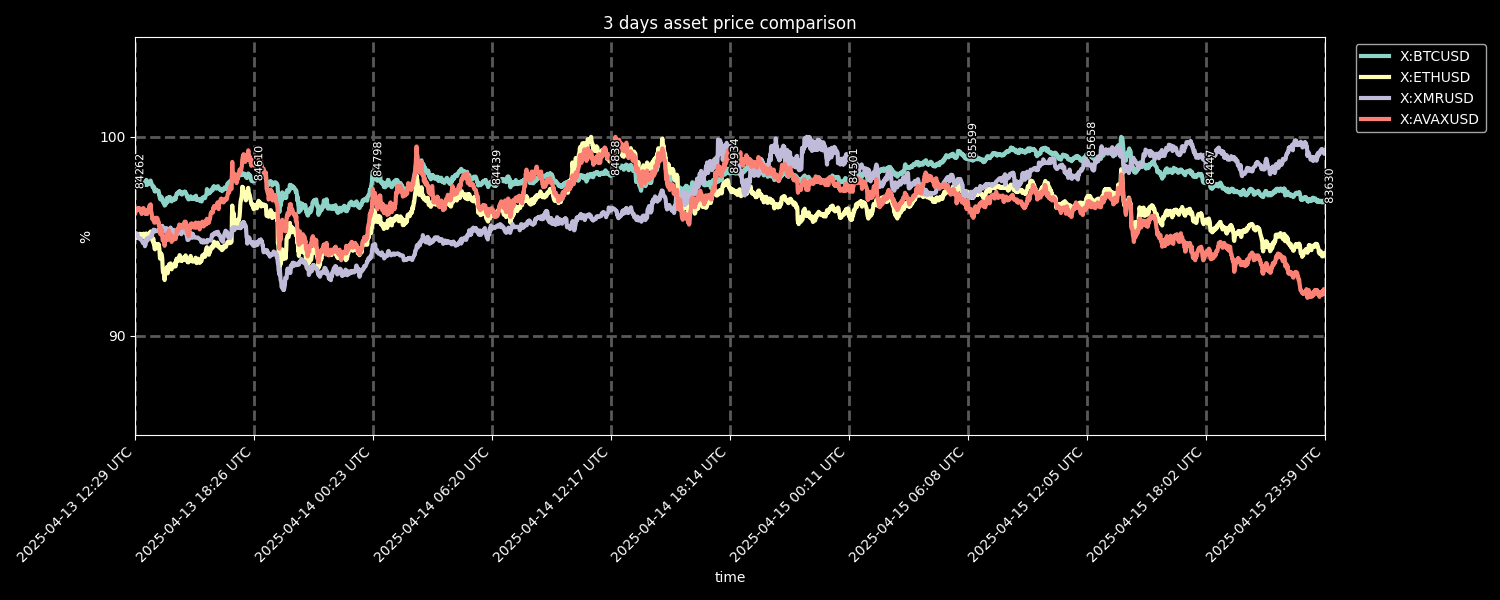 3 days asset price comparison
X:BTCUSD
X:ETHUSD
X:XMRUSD
X:AVAXUSD
100
90
%
84262
84610
84798
84439
84838
84934
84501
85599
85658
84447
83630
2025-04-13 12:29 UTC
2025-04-13 18:26 UTC
2025-04-14 00:23 UTC
2025-04-14 06:20 UTC
2025-04-14 12:17 UTC
2025-04-14 18:14 UTC
2025-04-15 00:11 UTC
2025-04-15 06:08 UTC
2025-04-15 12:05 UTC
2025-04-15 18:02 UTC
2025-04-15 23:59 UTC
time